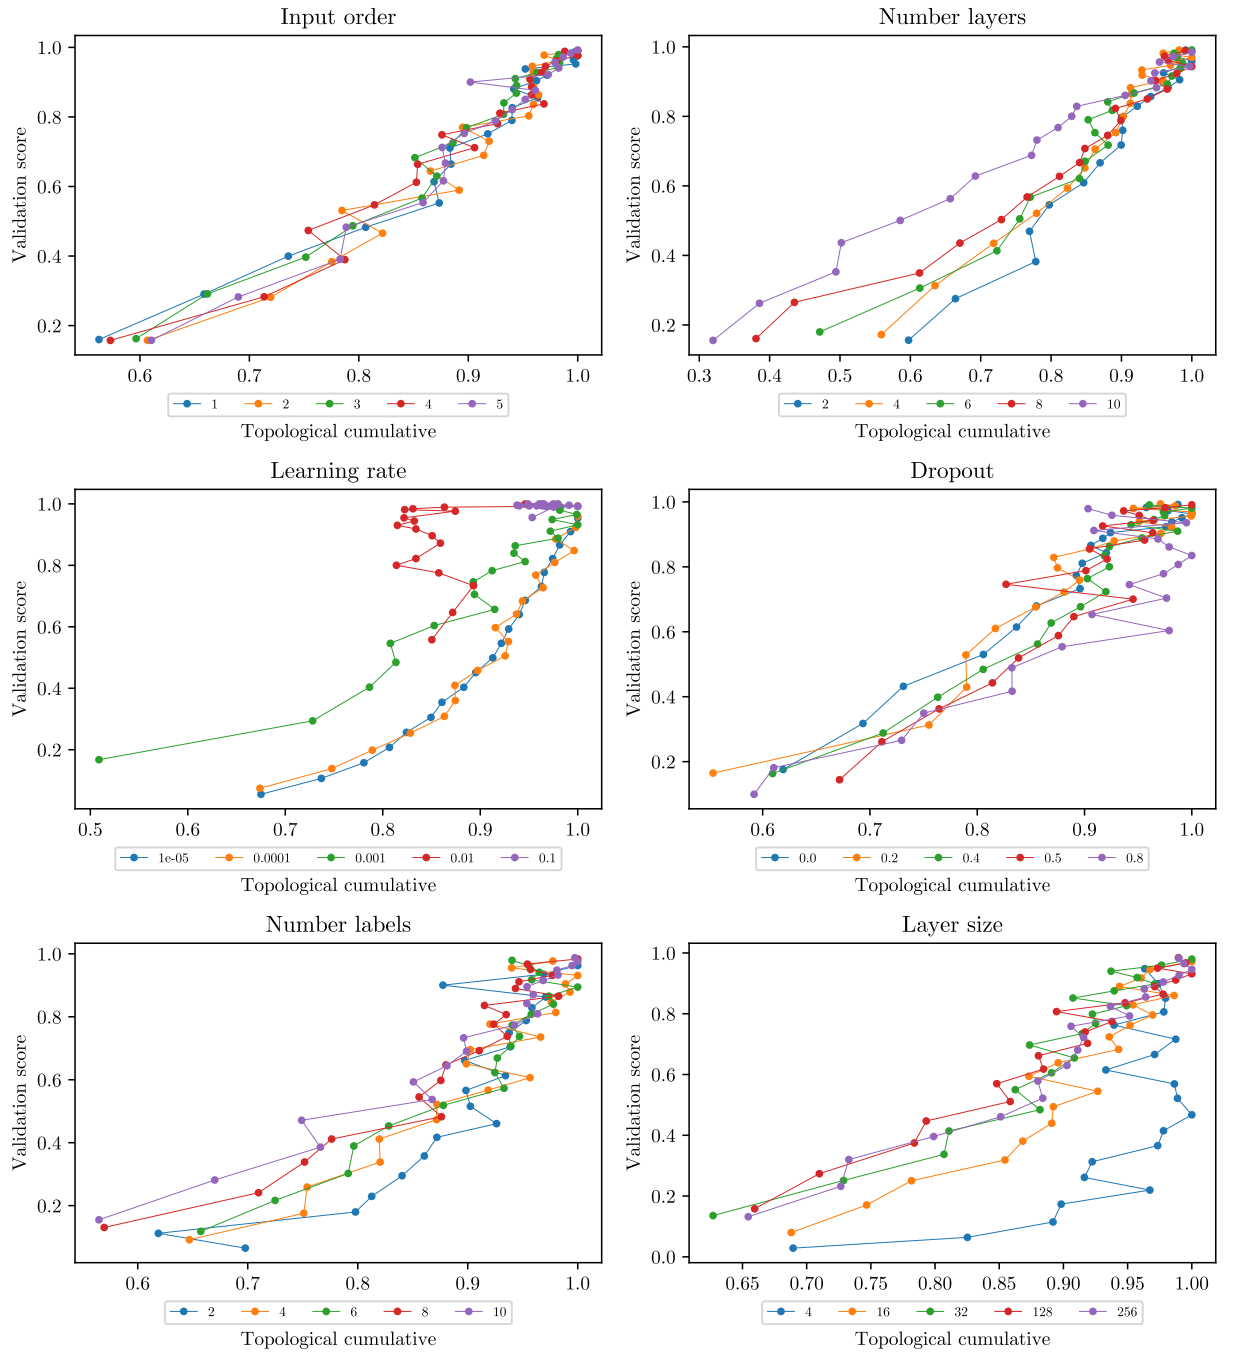 Input order
Validation score
1.0
0.8
0.6
0.4
0.2
0.6 0.7 0.8 0.9 1.0
1 2 3 4 5
Topological cumulative
Number layers
Validation score
1.0
0.8
0.6
0.4
0.2
0.3 0.4 0.5 0.6 0.7 0.8 0.9 1.0
2 4 6 8 10
Topological cumulative
Learning rate
Validation score
1.0
0.8
0.6
0.4
0.2
0.5 0.6 0.7 0.8 0.9 1.0
1e-05 0.0001 0.001 0.01 0.1
Topological cumulative
Dropout
Validation score
1.0
0.8
0.6
0.4
0.2
0.6 0.7 0.8 0.9 1.0
0.0 0.2 0.4 0.5 0.8
Topological cumulative
Number labels
Validation score
1.0
0.8
0.6
0.4
0.2
0.6 0.7 0.8 0.9 1.0
2 4 6 8 10
Topological cumulative
Layer size
Validation score
1.0
0.8
0.6
0.4
0.2
0.0
0.65 0.70 0.75 0.80 0.85 0.90 0.95 1.00
4 16 32 128 256
Topological cumulative